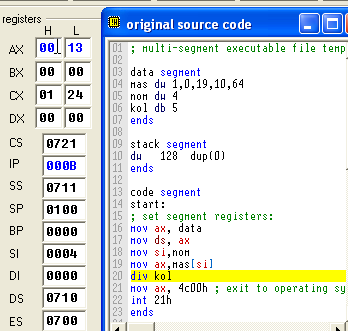 registers
H L
AX 00 13
BX 00 00
CX 01 24
DX 00 00
CS 0721
IP 000B
SS 0711
SP 0100
BP 0000
SI 0004
DI 0000
DS 0710
ES 0700
original source code
01 ; multi-segment executable file temp
02
03 data segment
04 mas dw 1,0,19,10,64
05 nom dw 4
06 kol db 5
07 ends
08
09 stack segment
10 dw 128 dup(0)
11 ends
12
13 code segment
14 start:
15 ; set segment registers:
16 mov ax, data
17 mov ds, ax
18 mov si,nom
19 mov ax,mas[si]
20 div kol
21 mov ax, 4c00h ; exit to operating sy
22 int 21h
23 ends